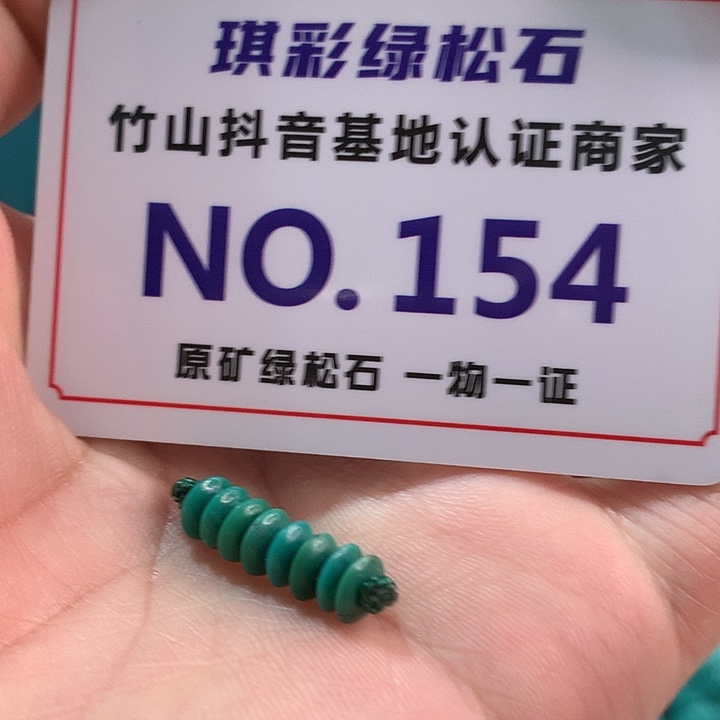 琪彩绿松石
竹山抖音基地认证商家
NO.154
原矿绿松石 一物一证